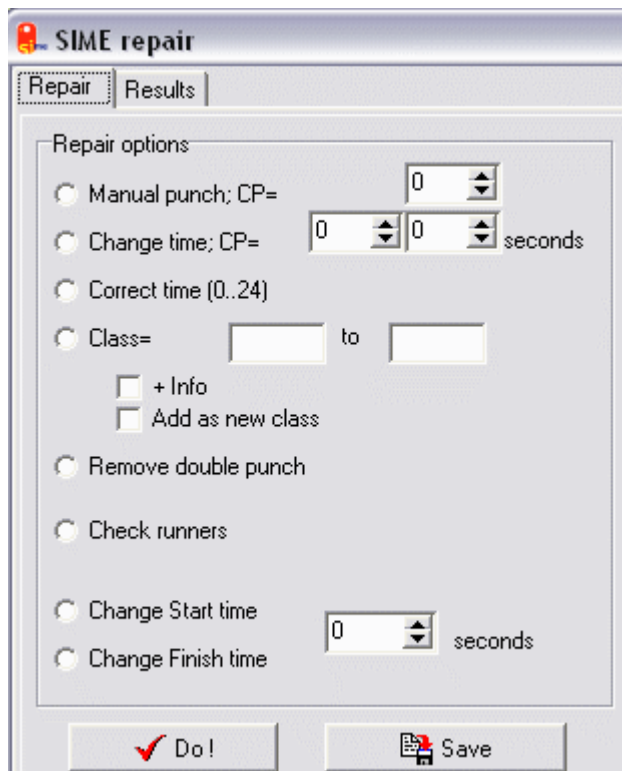 SIME repair
Repair Results
Repair options
Manual punch; CP= 0
Change time; CP= 0 0 seconds
Correct time (0..24)
Class= to
+ Info
Add as new class
Remove double punch
Check runners
Change Start time
0 seconds
Change Finish time
Do! Save